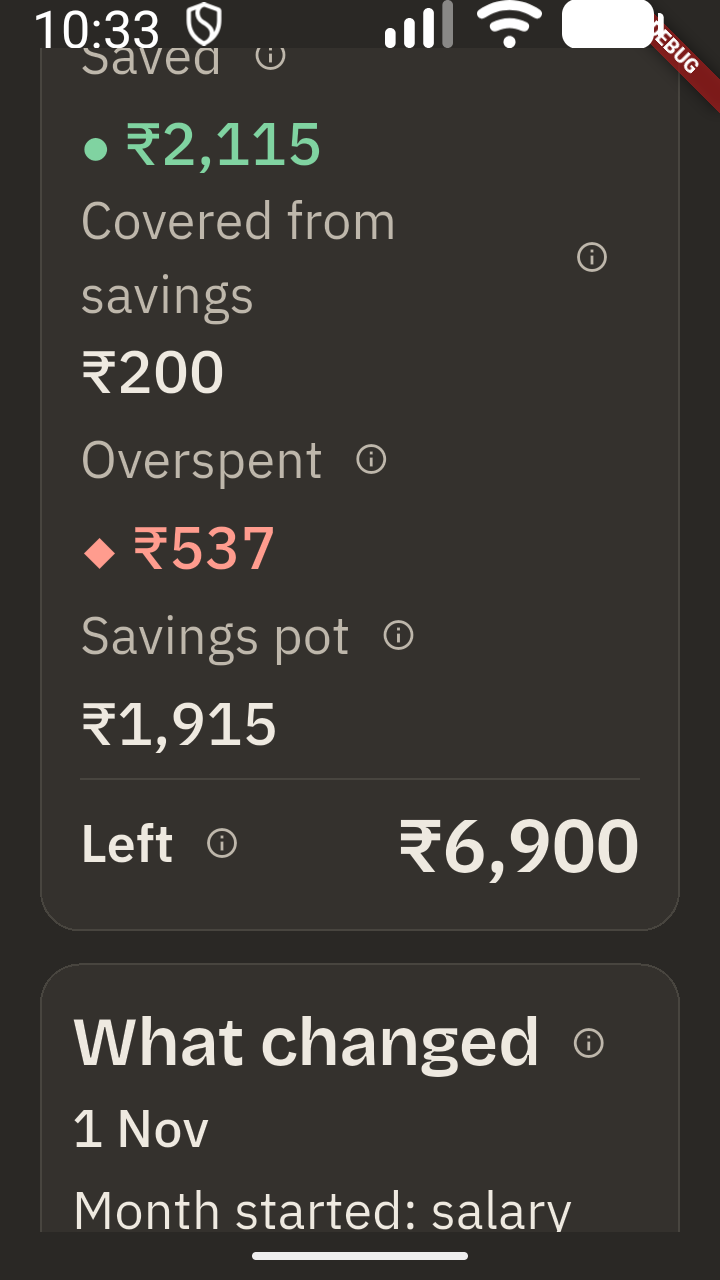 10:33
DEBUG
Saved
₹2,115
Covered from
savings
₹200
Overspent
₹537
Savings pot
₹1,915
Left ₹6,900
What changed
1 Nov
Month started: salary